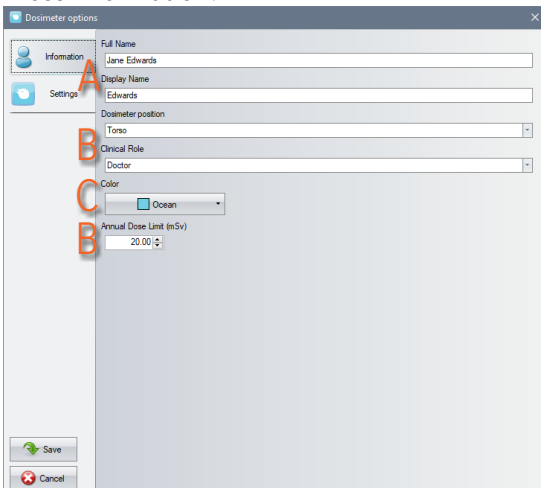 Dosimeter options
Information
Settings
Full Name
Jane Edwards
A
Display Name
Edwards
Dosimeter position
Torso
B
Clinical Role
Doctor
C
Color
Ocean
B
Annual Dose Limit (mSv)
20.00
Save
Cancel